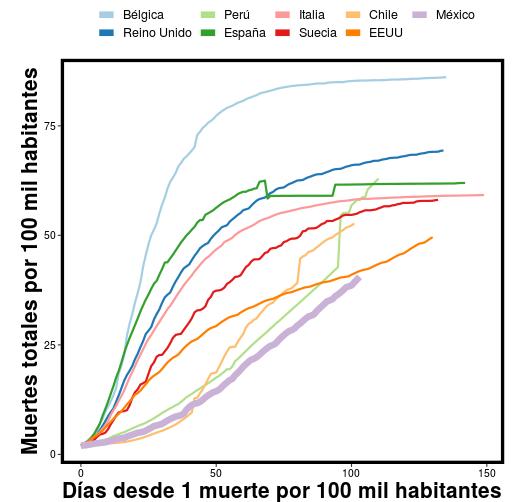 Bélgica Perú Italia Chile México
Reino Unido España Suecia EEUU
Muertes totales por 100 mil habitantes
75
50
25
0
0 50 100 150
Días desde 1 muerte por 100 mil habitantes